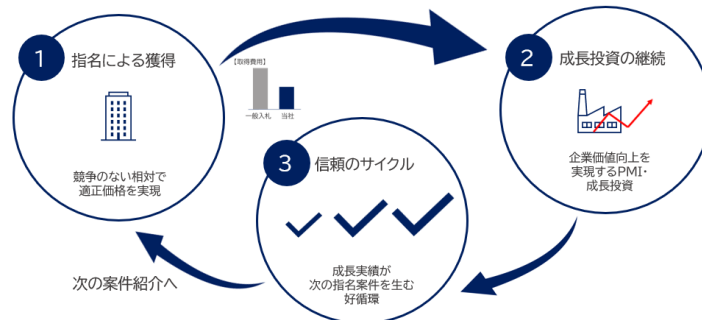 1
指名による獲得
競争のない相対で
適正価格を実現
【取得費用】
一般入札 当社
2
成長投資の継続
企業価値向上を
実現するPMI・
成長投資
3
信頼のサイクル
成長実績が
次の指名案件を生む
好循環
次の案件紹介へ